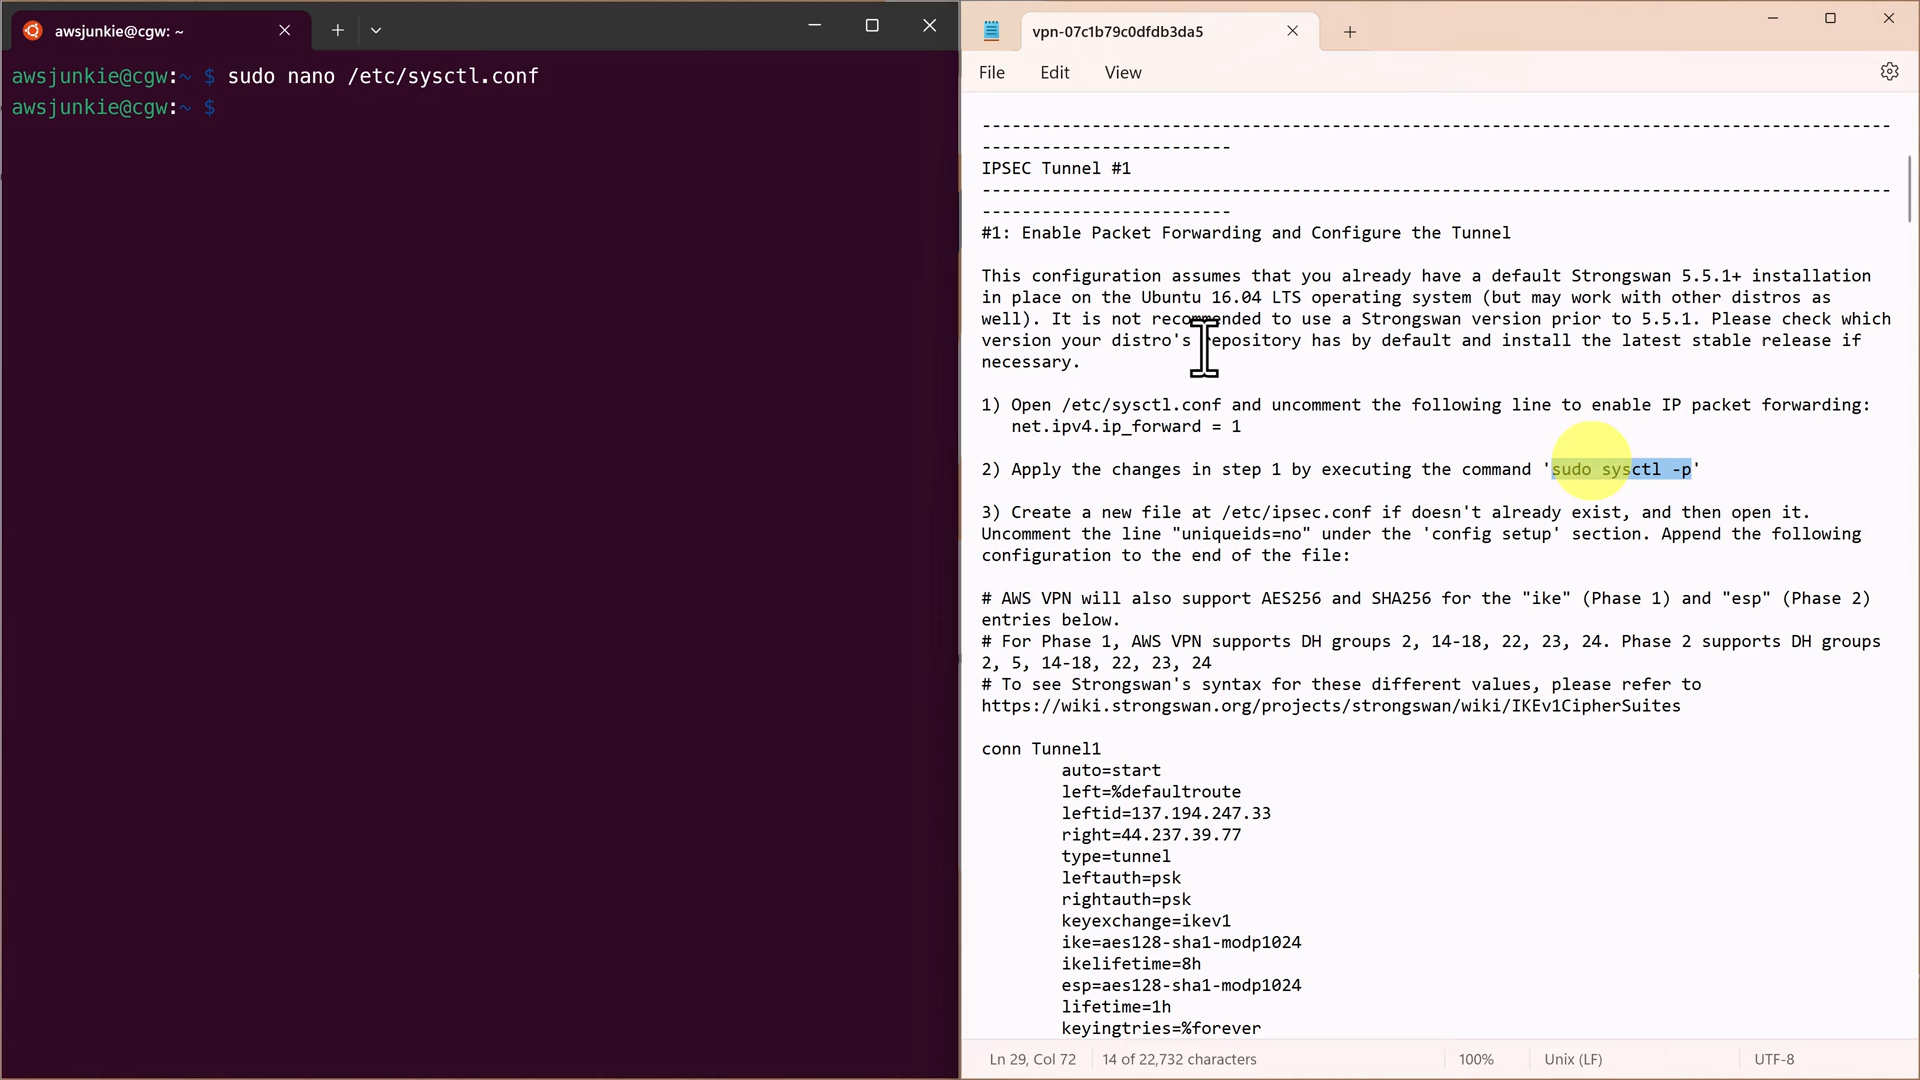 awsjunkie@cgw: ~
awsjunkie@cgw:~ $ sudo nano /etc/sysctl.conf
awsjunkie@cgw:~ $
vpn-07c1b79c0dfdb3da5
File Edit View
-------------------------------------------------------------------------------------------
-------------------------
IPSEC Tunnel #1
-------------------------------------------------------------------------------------------
-------------------------
#1: Enable Packet Forwarding and Configure the Tunnel
This configuration assumes that you already have a default Strongswan 5.5.1+ installation
in place on the Ubuntu 16.04 LTS operating system (but may work with other distros as
well). It is not recommended to use a Strongswan version prior to 5.5.1. Please check which
version your distro's repository has by default and install the latest stable release if
necessary.
1) Open /etc/sysctl.conf and uncomment the following line to enable IP packet forwarding:
net.ipv4.ip_forward = 1
2) Apply the changes in step 1 by executing the command 'sudo sysctl -p'
3) Create a new file at /etc/ipsec.conf if doesn't already exist, and then open it.
Uncomment the line "uniqueids=no" under the 'config setup' section. Append the following
configuration to the end of the file:
# AWS VPN will also support AES256 and SHA256 for the "ike" (Phase 1) and "esp" (Phase 2)
entries below.
# For Phase 1, AWS VPN supports DH groups 2, 14-18, 22, 23, 24. Phase 2 supports DH groups
2, 5, 14-18, 22, 23, 24
# To see Strongswan's syntax for these different values, please refer to
https://wiki.strongswan.org/projects/strongswan/wiki/IKEv1CipherSuites
conn Tunnel1
auto=start
left=%defaultroute
leftid=137.194.247.33
right=44.237.39.77
type=tunnel
leftauth=psk
rightauth=psk
keyexchange=ikev1
ike=aes128-sha1-modp1024
ikelifetime=8h
esp=aes128-sha1-modp1024
lifetime=1h
keyingtries=%forever
Ln 29, Col 72 14 of 22,732 characters 100% Unix (LF) UTF-8